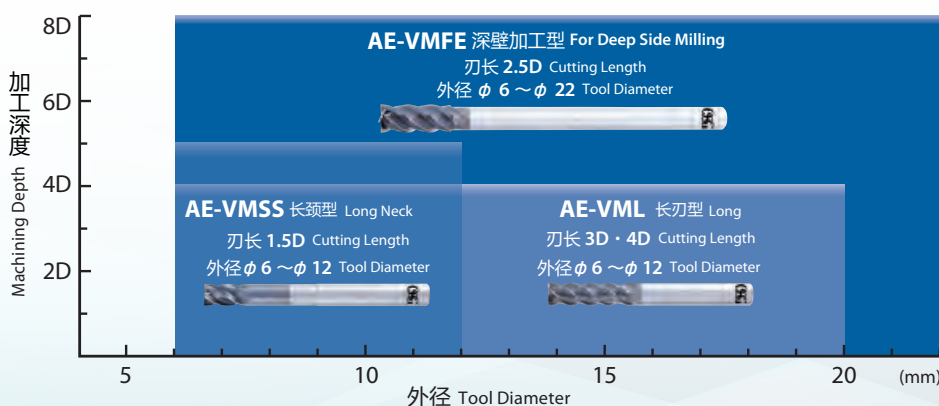 8D
6D
4D
2D
加工深度
Machining Depth
AE-VMFE 深壁加工型 For Deep Side Milling
刃长 2.5D Cutting Length
外径 φ 6 ～φ 22 Tool Diameter
OSG
AE-VMSS 长颈型 Long Neck
刃长 1.5D Cutting Length
外径 φ 6 ～φ 12 Tool Diameter
OSG
AE-VML 长刃型 Long
刃长 3D・4D Cutting Length
外径 φ 6 ～φ 12 Tool Diameter
OSG
5 10 15 20 (mm)
外径 Tool Diameter